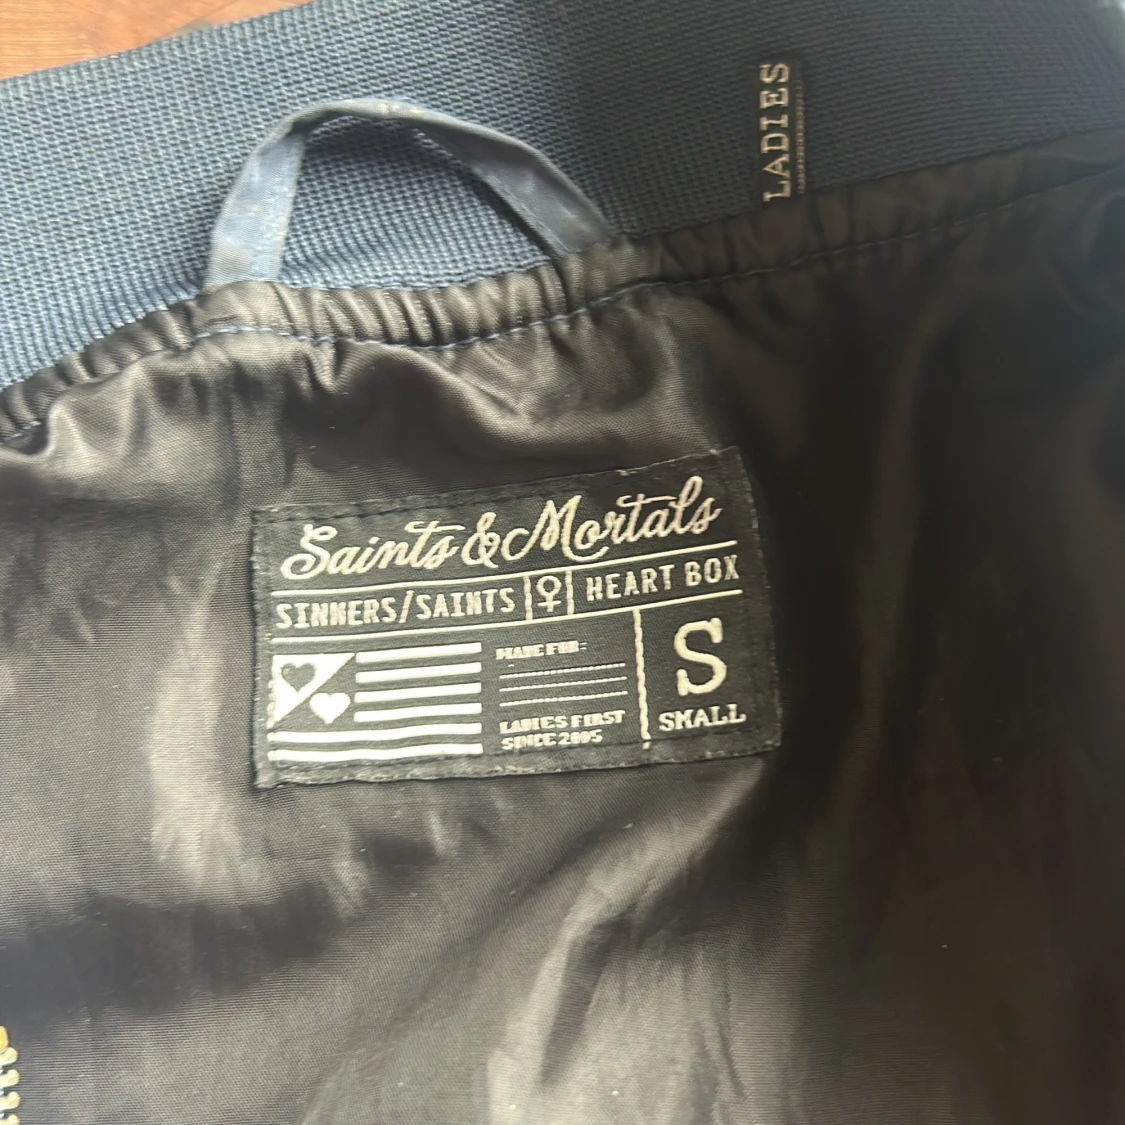 LADIES
Saints & Mortals
SINNERS/SAINTS ♀ HEART BOX
MADE FOR:
S
LADIES FIRST
SINCE 2005
SMALL